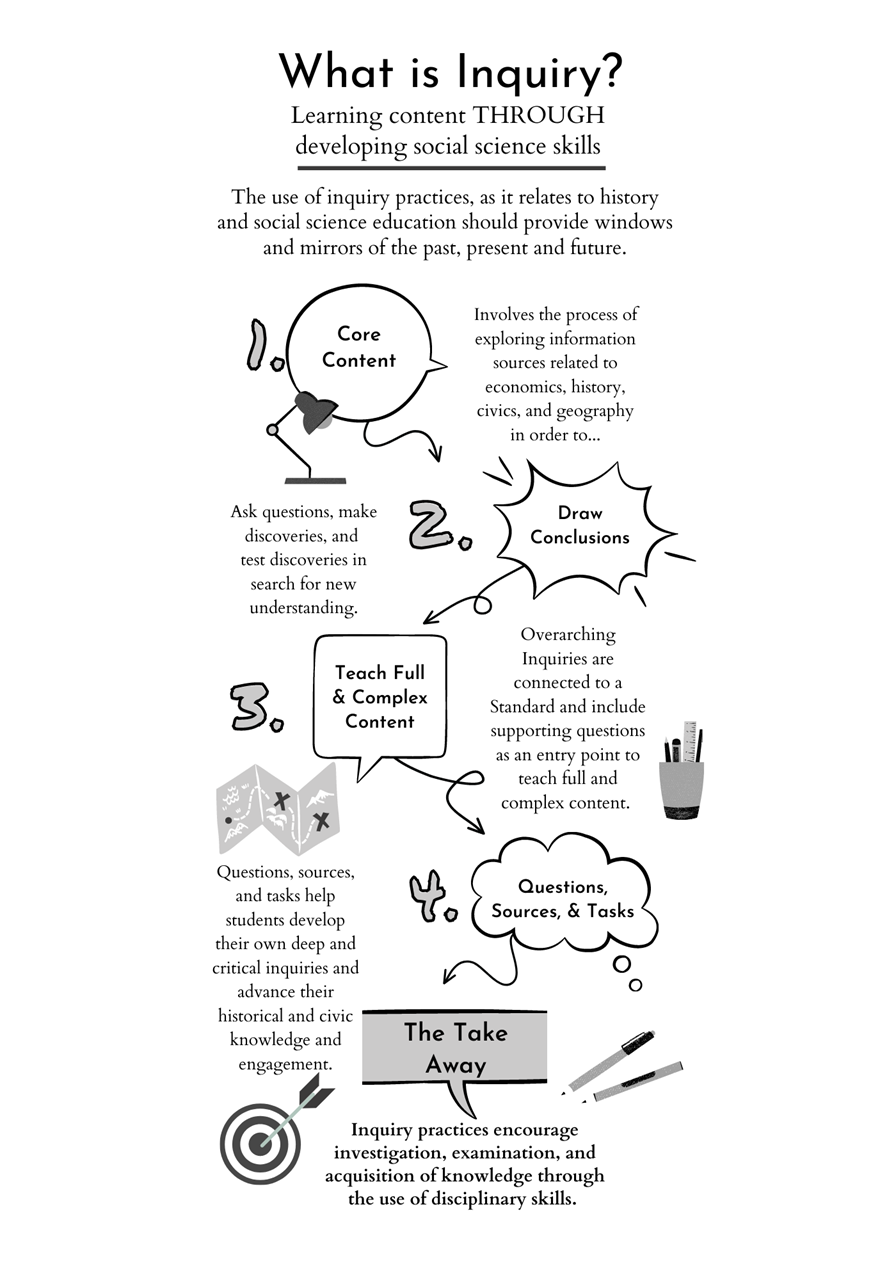 What is Inquiry?
Learning content THROUGH
developing social science skills
The use of inquiry practices, as it relates to history
and social science education should provide windows
and mirrors of the past, present and future.
1.
Core
Content
Involves the process of
exploring information
sources related to
economics, history,
civics, and geography
in order to...
2.
Draw
Conclusions
Ask questions, make
discoveries, and
test discoveries in
search for new
understanding.
3.
Teach Full
& Complex
Content
Overarching
Inquiries are
connected to a
Standard and include
supporting questions
as an entry point to
teach full and
complex content.
4.
Questions,
Sources, & Tasks
Questions, sources,
and tasks help
students develop
their own deep and
critical inquiries and
advance their
historical and civic
knowledge and
engagement.
The Take
Away
Inquiry practices encourage
investigation, examination, and
acquisition of knowledge through
the use of disciplinary skills.